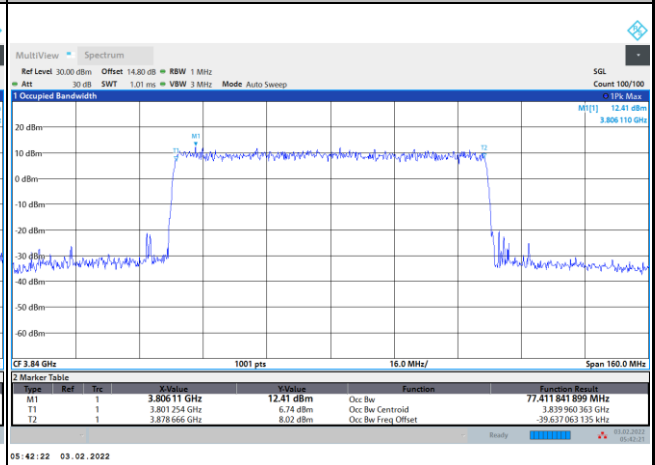 MultiView Spectrum
Ref Level 30.00 dBm Offset 14.80 dB RBW 1 MHz SGL
Att 30 dB SWT 1.01 ms VBW 3 MHz Mode Auto Sweep Count 100/100
1 Occupied Bandwidth 1Pk Max
M1[1] 12.41 dBm
3.806 110 GHz
20 dBm
M1
T1
T2
10 dBm
0 dBm
-10 dBm
-20 dBm
-30 dBm
-40 dBm
-50 dBm
-60 dBm
CF 3.84 GHz 1001 pts 16.0 MHz/ Span 160.0 MHz
2 Marker Table
Type Ref Trc X-Value Y-Value Function Function Result
M1 1 3.806 11 GHz 12.41 dBm Occ Bw 77.411 841 899 MHz
T1 1 3.801 254 GHz 6.74 dBm Occ Bw Centroid 3.839 960 363 GHz
T2 1 3.878 666 GHz 8.02 dBm Occ Bw Freq Offset -39.637 063 135 kHz
Ready 03.02.2022
05:42:21
05:42:22 03.02.2022